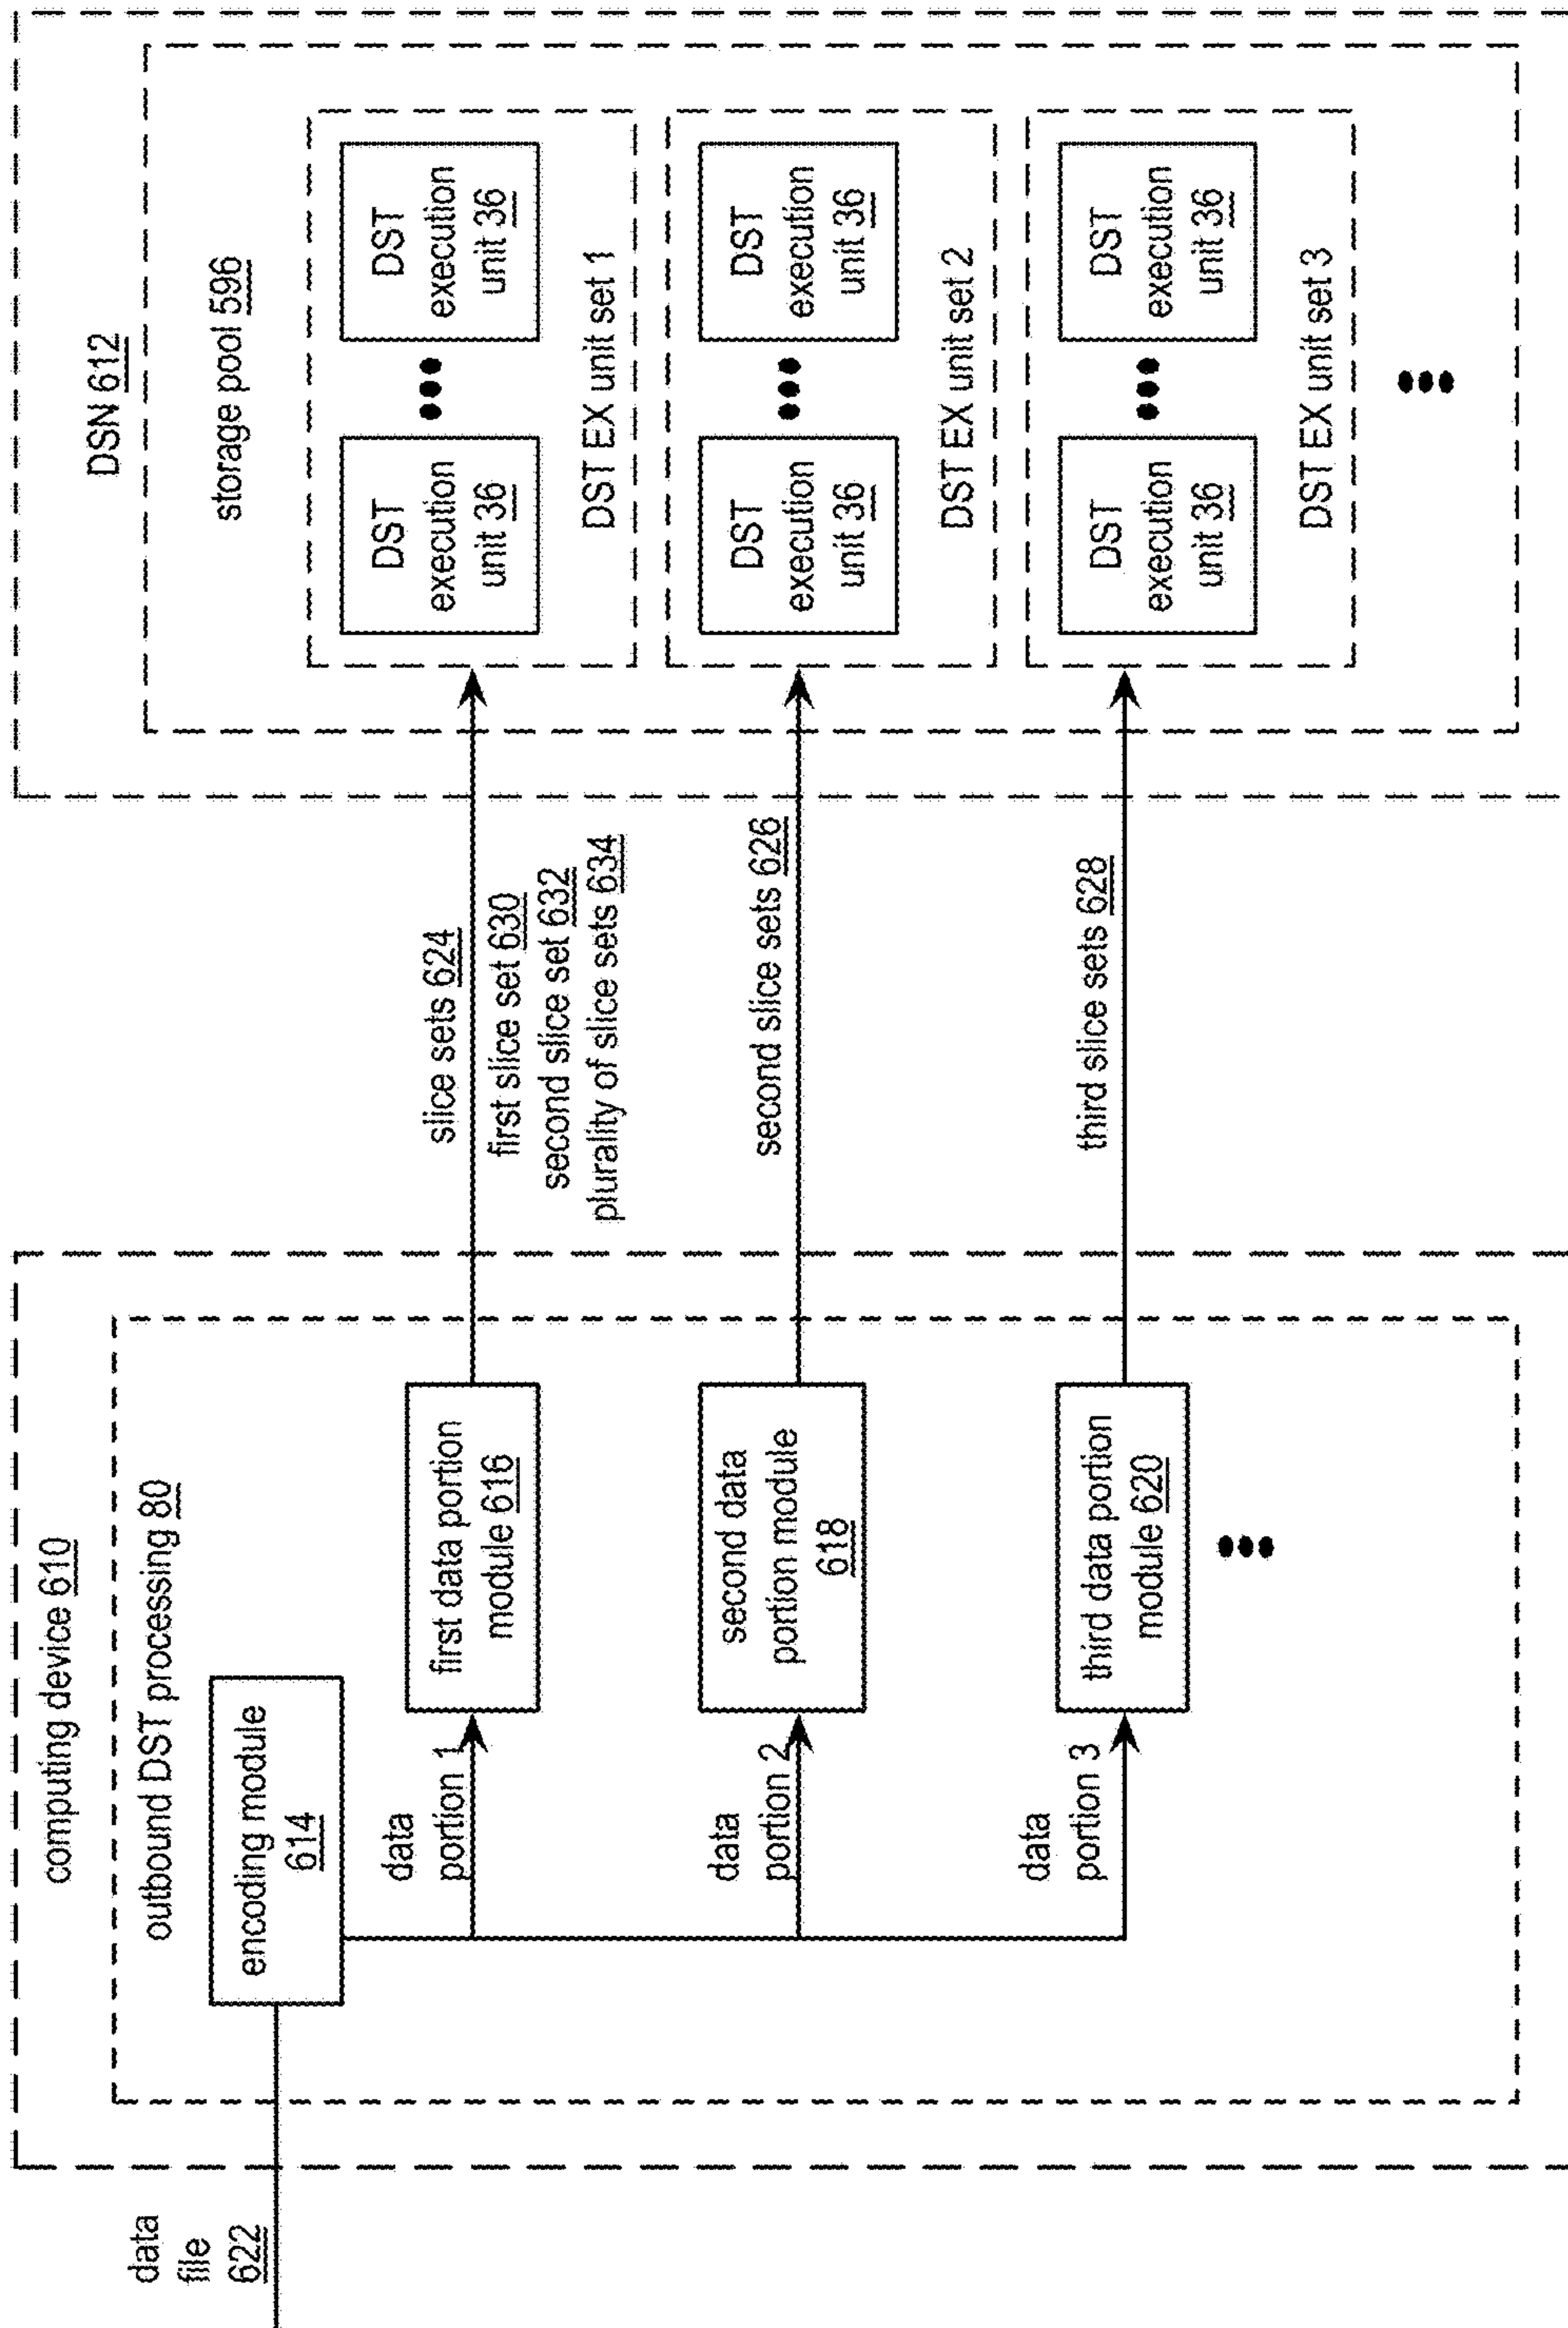 computing device 610
outbound DST processing 80
data
file
622
encoding module
614
data
portion 1
first data portion
module 616
data
portion 2
second data
portion module
618
data
portion 3
third data portion
module 620
slice sets 624
first slice set 630
second slice set 632
plurality of slice sets 634
second slice sets 626
third slice sets 628
DSN 612
storage pool 596
DST
execution
unit 36
DST
execution
unit 36
DST EX unit set 1
DST
execution
unit 36
DST
execution
unit 36
DST EX unit set 2
DST
execution
unit 36
DST
execution
unit 36
DST EX unit set 3